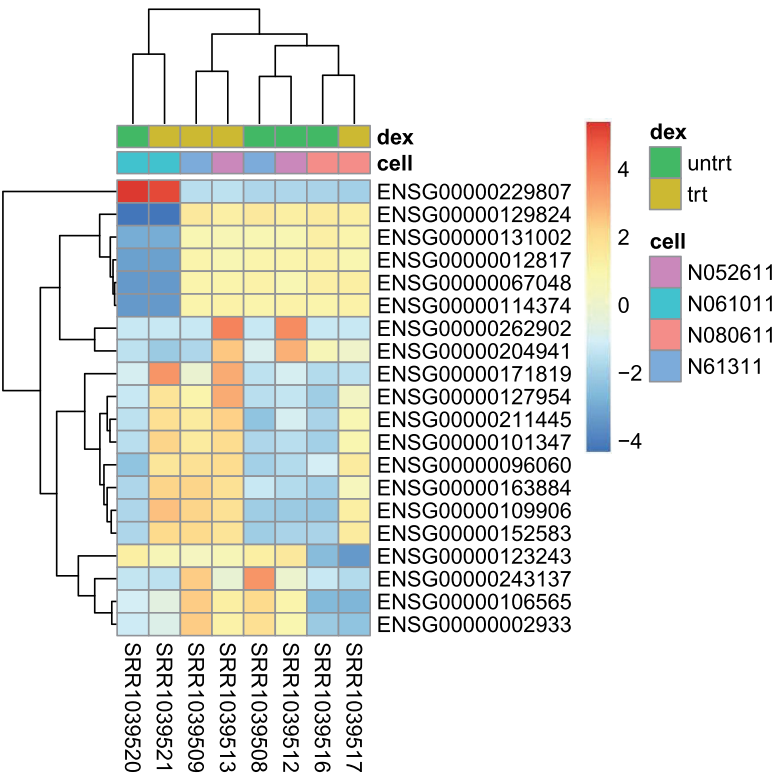 dex
cell
ENSG00000229807
ENSG00000129824
ENSG00000131002
ENSG00000012817
ENSG00000067048
ENSG00000114374
ENSG00000262902
ENSG00000204941
ENSG00000171819
ENSG00000127954
ENSG00000211445
ENSG00000101347
ENSG00000096060
ENSG00000163884
ENSG00000109906
ENSG00000152583
ENSG00000123243
ENSG00000243137
ENSG00000106565
ENSG00000002933
SRR1039520
SRR1039521
SRR1039509
SRR1039513
SRR1039508
SRR1039512
SRR1039516
SRR1039517
4
2
0
−2
−4
dex
untrt
trt
cell
N052611
N061011
N080611
N61311